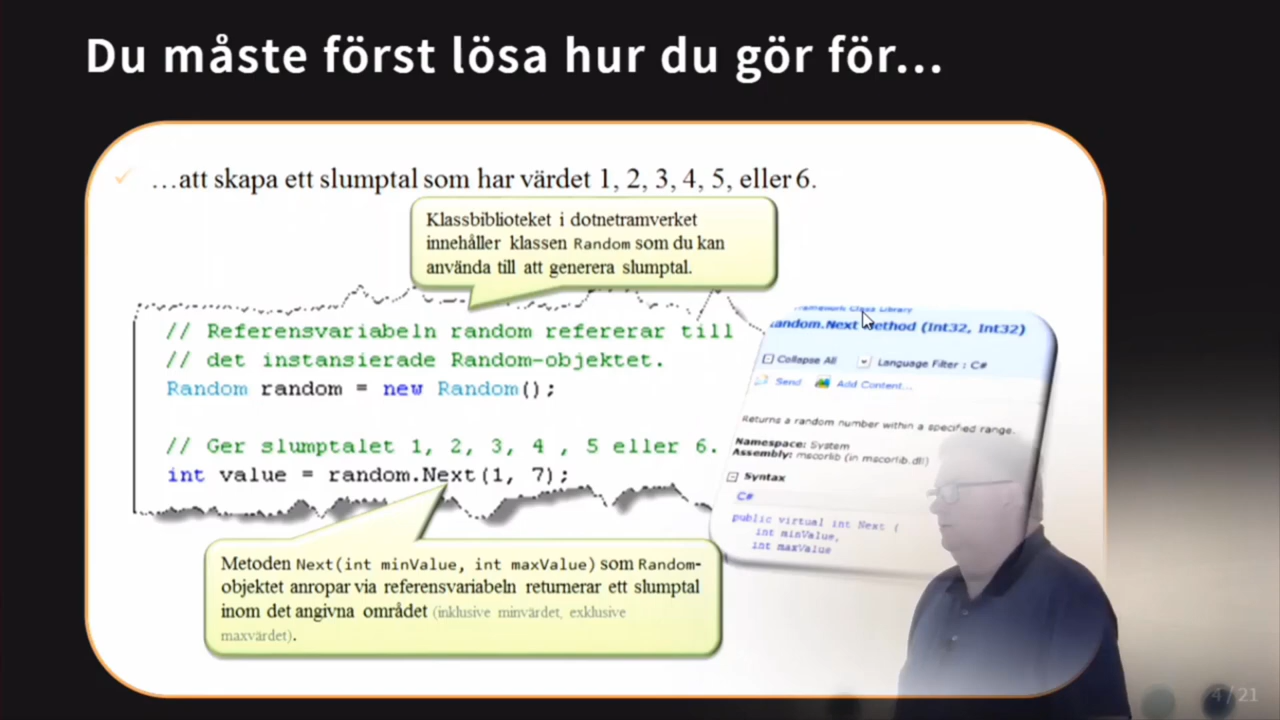 Du måste först lösa hur du gör för...
...att skapa ett slumptal som har värdet 1, 2, 3, 4, 5, eller 6.
Klassbiblioteket i dotnetramverket
innehåller klassen Random som du kan
använda till att generera slumptal.
// Referensvariabeln random refererar till
// det instansierade Random-objektet.
Random random = new Random();
// Ger slumptalet 1, 2, 3, 4 , 5 eller 6.
int value = random.Next(1, 7);
Metoden Next(int minValue, int maxValue) som Random-
objektet anropar via referensvariabeln returnerar ett slumptal
inom det angivna området (inklusive minvärdet, exklusive
maxvärdet).
Framework Class Library
andom.Next Method (Int32, Int32)
Collapse All Language Filter : C#
Send Add Content...
Returns a random number within a specified range.
Namespace: System
Assembly: mscorlib (in mscorlib.dll)
Syntax
C#
public virtual int Next (
int minValue,
int maxValue
4 / 21